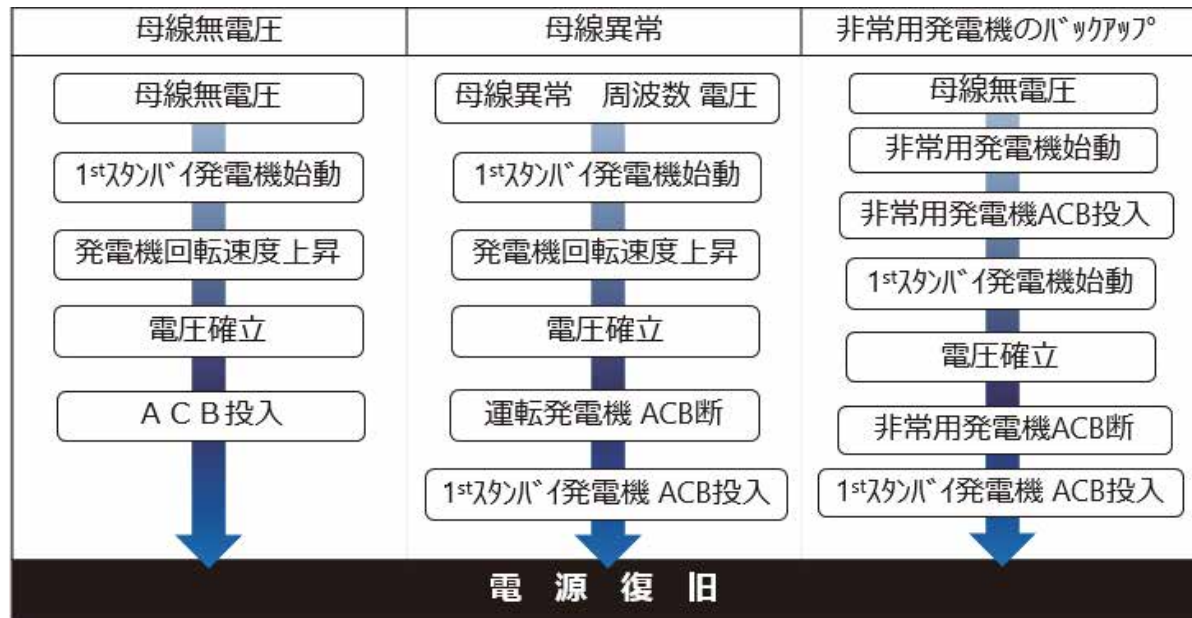 母線無電圧
母線無電圧
1stｽﾀﾝﾊﾞｲ発電機始動
発電機回転速度上昇
電圧確立
ＡＣＢ投入
母線異常
母線異常　周波数 電圧
1stｽﾀﾝﾊﾞｲ発電機始動
発電機回転速度上昇
電圧確立
運転発電機 ACB断
1stｽﾀﾝﾊﾞｲ発電機 ACB投入
非常用発電機のﾊﾞｯｸｱｯﾌﾟ
母線無電圧
非常用発電機始動
非常用発電機ACB投入
1stｽﾀﾝﾊﾞｲ発電機始動
電圧確立
非常用発電機ACB断
1stｽﾀﾝﾊﾞｲ発電機 ACB投入
電 源 復 旧